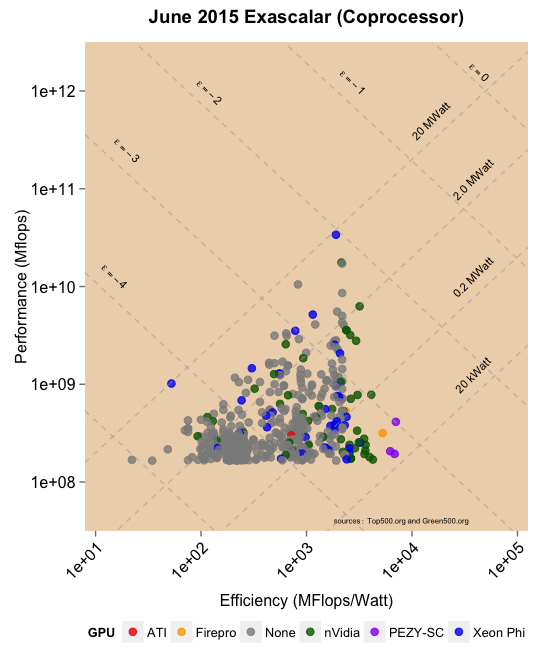 June 2015 Exascalar (Coprocessor)
Performance (Mflops)
1e+12
1e+11
1e+10
1e+09
1e+08
ε = 0
ε = −1
ε = −2
ε = −3
ε = −4
20 MWatt
2.0 MWatt
0.2 MWatt
20 kWatt
sources : Top500.org and Green500.org
1e+01
1e+02
1e+03
1e+04
1e+05
Efficiency (MFlops/Watt)
GPU ATI Firepro None nVidia PEZY-SC Xeon Phi